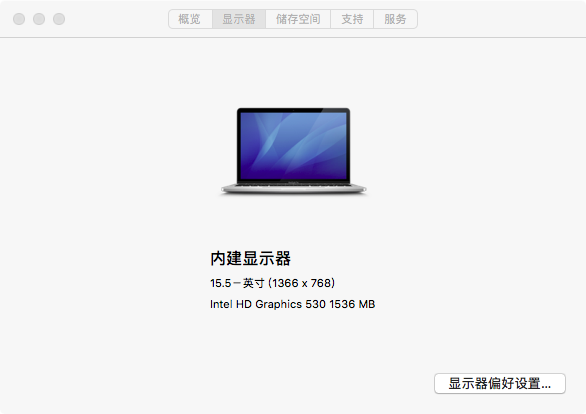 概览 显示器 储存空间 支持 服务
内建显示器
15.5－英寸 (1366 x 768)
Intel HD Graphics 530 1536 MB
显示器偏好设置...